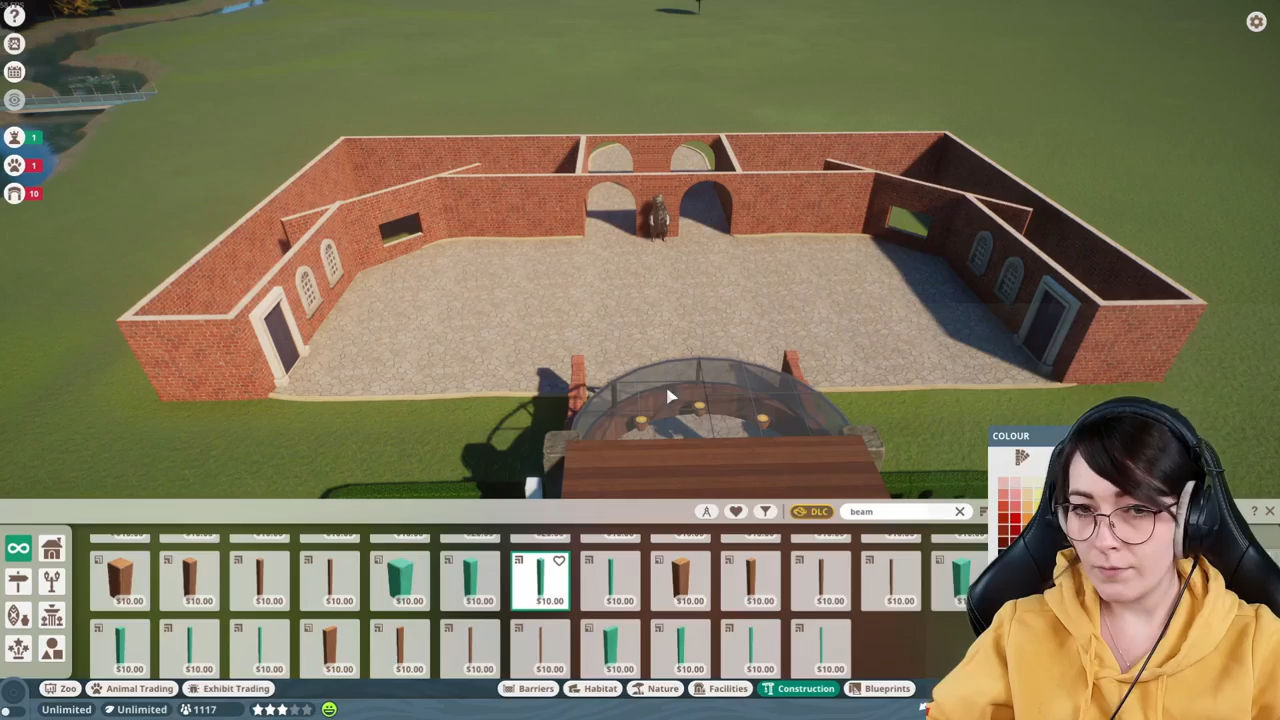 ?
1
1
10
COLOUR
DLC beam ? ×
$10.00 $10.00 $10.00 $10.00 $10.00 $10.00 $10.00 $10.00 $10.00 $10.00 $10.00 $10.00
$10.00 $10.00 $10.00 $10.00 $10.00 $10.00 $10.00 $10.00 $10.00 $10.00 $10.00
Zoo Animal Trading Exhibit Trading Barriers Habitat Nature Facilities Construction Blueprints
Unlimited Unlimited 1117